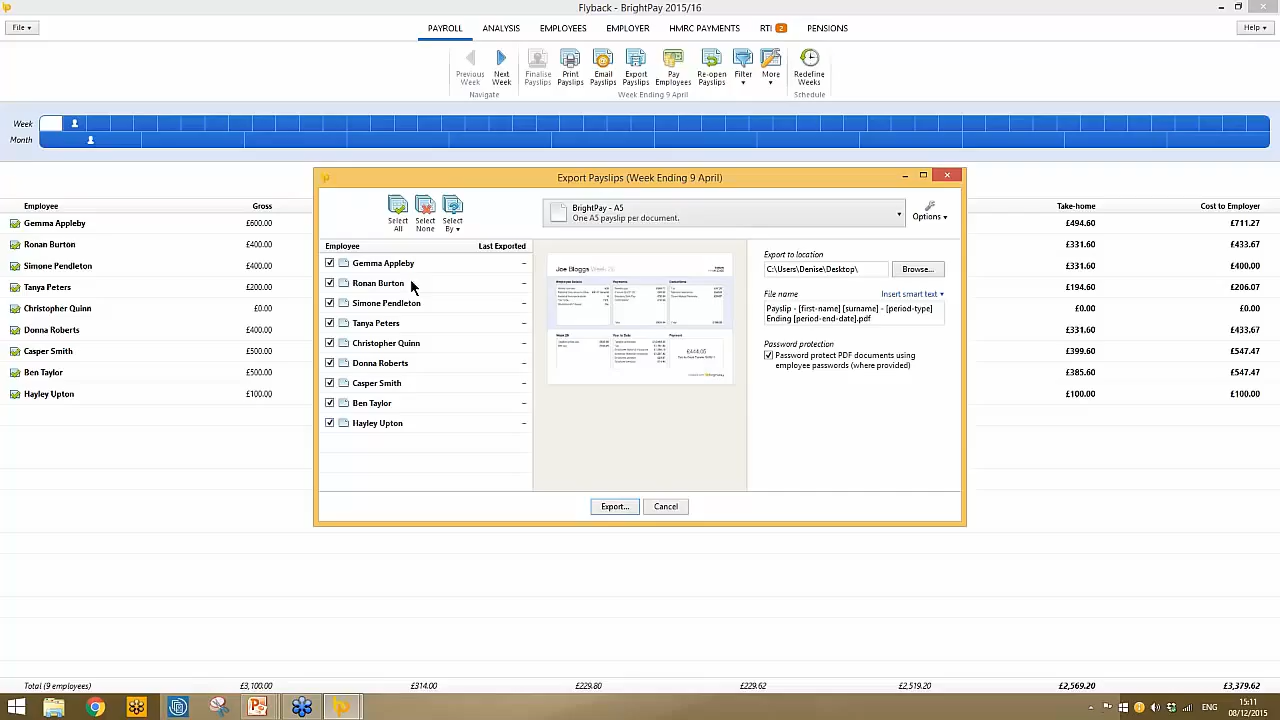 Flyback - BrightPay 2015/16
File
PAYROLL ANALYSIS EMPLOYEES EMPLOYER HMRC PAYMENTS RTI 2 PENSIONS
Help
Previous Week
Next Week
Finalise Payslips
Print Payslips
Email Payslips
Export Payslips
Pay Employees
Re-open Payslips
Filter
More
Redefine Weeks
Navigate Week Ending 9 April Schedule
Week
Month
Export Payslips (Week Ending 9 April)
Select All
Select None
Select By
BrightPay - A5
One A5 payslip per document.
Options
Employee Gross Take-home Cost to Employer
Gemma Appleby £600.00 £494.60 £711.27
Ronan Burton £400.00 £331.60 £433.67
Simone Pendleton £400.00 £331.60 £400.00
Tanya Peters £200.00 £194.60 £206.07
Christopher Quinn £0.00 £0.00 £0.00
Donna Roberts £400.00 £331.60 £433.67
Casper Smith £500.00 £399.60 £547.47
Ben Taylor £500.00 £385.60 £547.47
Hayley Upton £100.00 £100.00 £100.00
Employee Last Exported
Gemma Appleby –
Ronan Burton –
Simone Pendleton –
Tanya Peters –
Christopher Quinn –
Donna Roberts –
Casper Smith –
Ben Taylor –
Hayley Upton –
Joe Bloggs
£444.05
Export to location
C:\Users\Denise\Desktop\ Browse...
File name Insert smart text
Payslip - [first-name] [surname] - [period-type]
Ending [period-end-date].pdf
Password protection
Password protect PDF documents using
employee passwords (where provided)
Export... Cancel
Total (9 employees) £3,100.00 £314.00 £229.80 £229.62 £2,519.20 £2,569.20 £3,379.62
ENG
15:11
08/12/2015